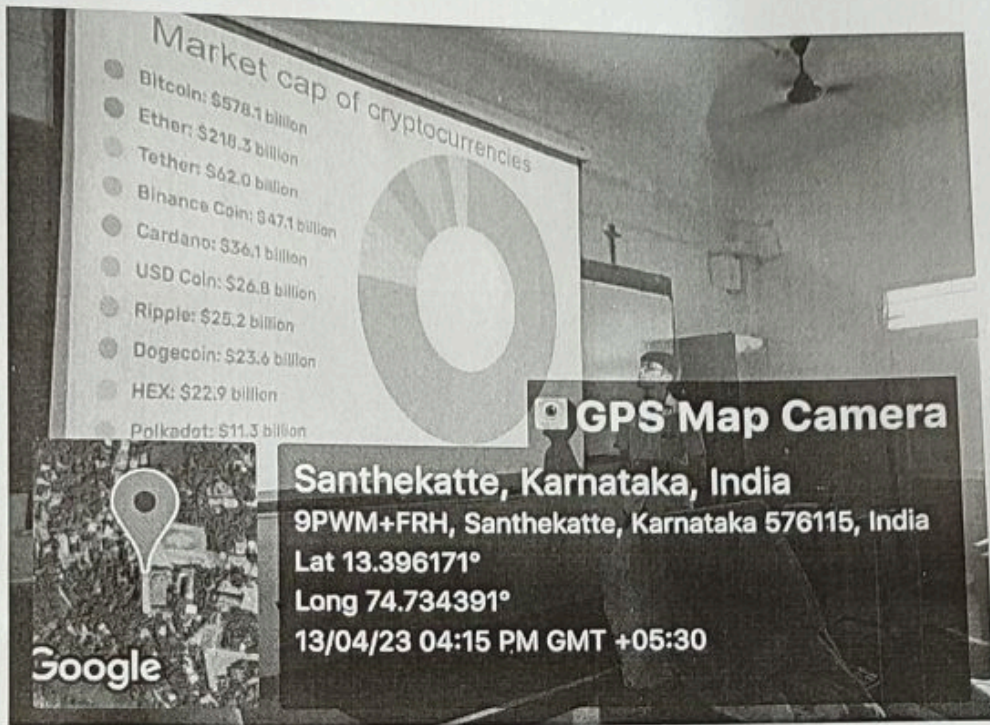 Market cap of cryptocurrencies
Bitcoin: $578.1 billion
Ether: $218.3 billion
Tether: $62.0 billion
Binance Coin: $47.1 billion
Cardano: $36.1 billion
USD Coin: $26.8 billion
Ripple: $25.2 billion
Dogecoin: $23.6 billion
HEX: $22.9 billion
Polkadot: $11.3 billion
GPS Map Camera
Santhekatte, Karnataka, India
9PWM+FRH, Santhekatte, Karnataka 576115, India
Lat 13.396171°
Long 74.734391°
13/04/23 04:15 PM GMT +05:30
Google